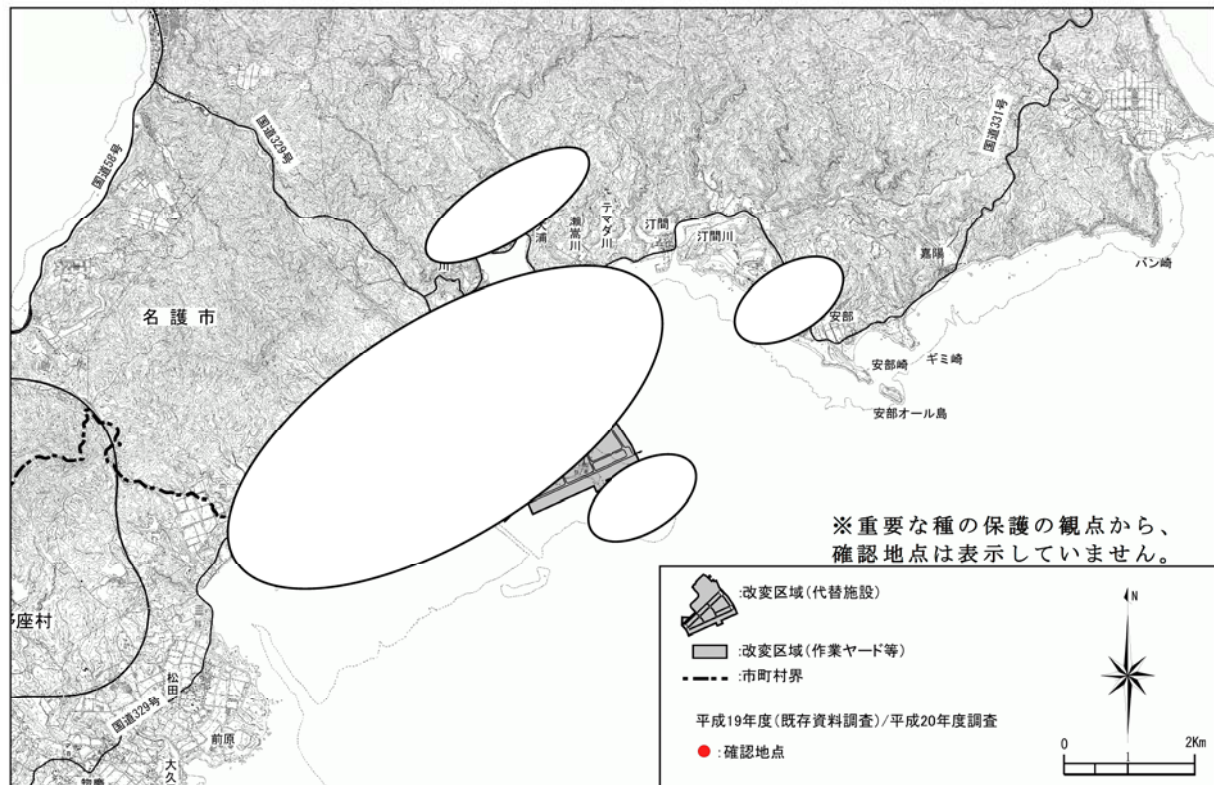 国道58号
国道329号
国道331号
大浦
瀬嵩川
テマダ川
汀間
汀間川
川
嘉陽
バン崎
名護市
安部
安部崎
ギミ崎
安部オール島
※重要な種の保護の観点から、
確認地点は表示していません。
座村
松田
国道329号
前原
大久
:改変区域(代替施設)
:改変区域(作業ヤード等)
:市町村界
平成19年度(既存資料調査)/平成20年度調査
:確認地点
N
0 2Km